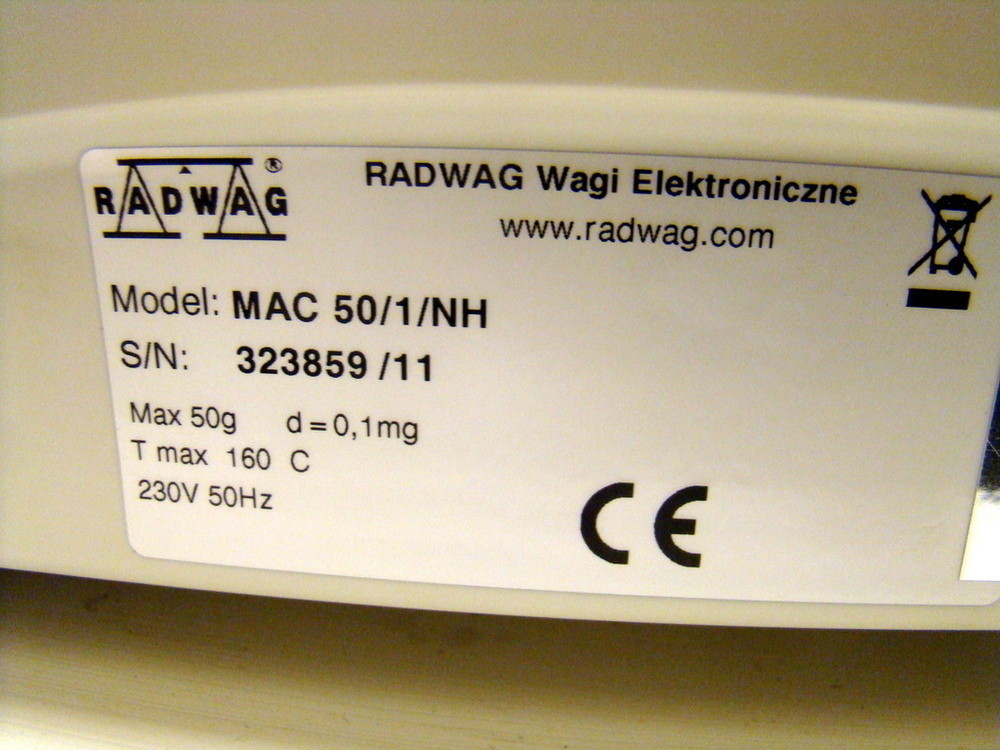 RADWAG®
RADWAG Wagi Elektroniczne
www.radwag.com
Model: MAC 50/1/NH
S/N: 323859 /11
Max 50g d=0,1mg
T max 160 C
230V 50Hz
CE